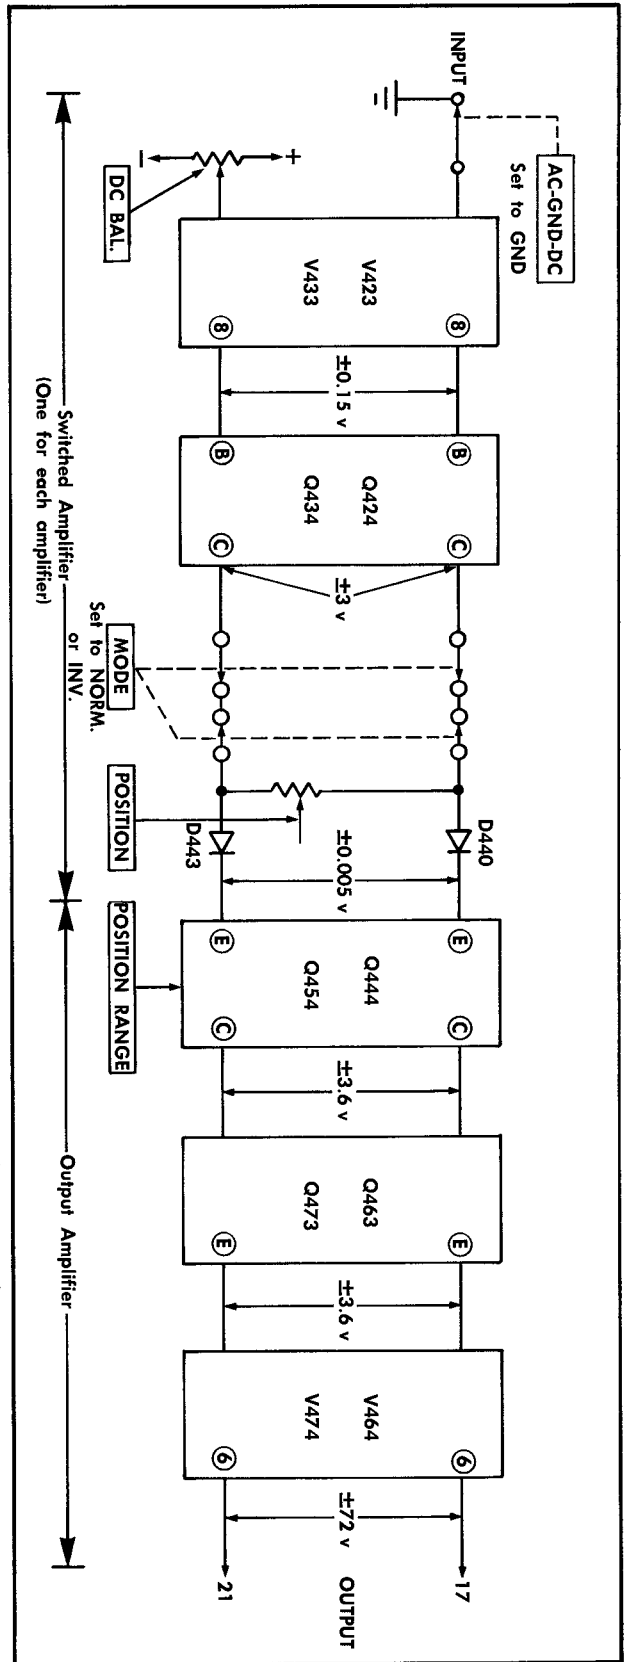 INPUT
AC-GND-DC
Set to GND
+
−
DC BAL.
V423
V433
8
8
±0.15 v
B
B
Q424
Q434
C
C
±3 v
MODE
Set to NORM.
or INV.
POSITION
D440
D443
±0.005 v
E
E
Q444
Q454
C
C
POSITION RANGE
±3.6 v
Q463
Q473
E
E
±3.6 v
V464
V474
6
6
±72 v
OUTPUT
17
21
Switched Amplifier
(One for each amplifier)
Output Amplifier